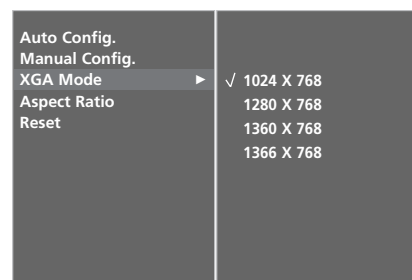 Auto Config.
Manual Config.
XGA Mode ►
Aspect Ratio
Reset
√ 1024 X 768
1280 X 768
1360 X 768
1366 X 768